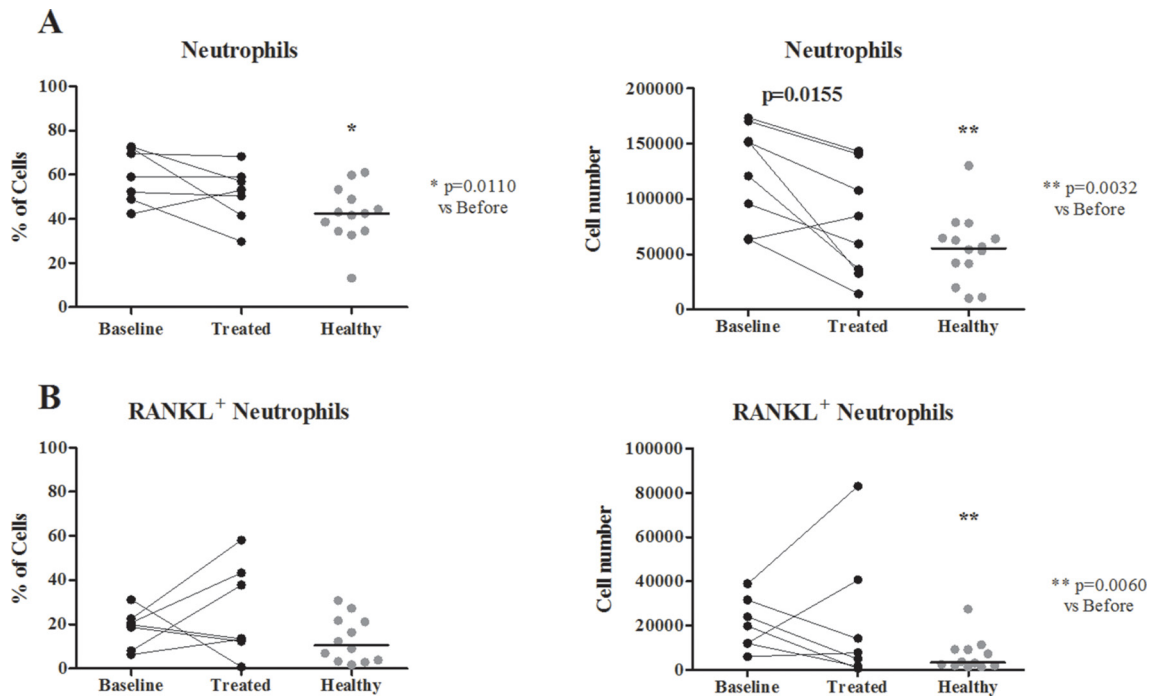 A
Neutrophils
% of Cells
100
80
60
40
20
0
Baseline
Treated
Healthy
*
* p=0.0110
vs Before
Neutrophils
Cell number
200000
150000
100000
50000
0
p=0.0155
Baseline
Treated
Healthy
**
** p=0.0032
vs Before
B
RANKL+ Neutrophils
% of Cells
100
80
60
40
20
0
Baseline
Treated
Healthy
RANKL+ Neutrophils
Cell number
100000
80000
60000
40000
20000
0
Baseline
Treated
Healthy
**
** p=0.0060
vs Before